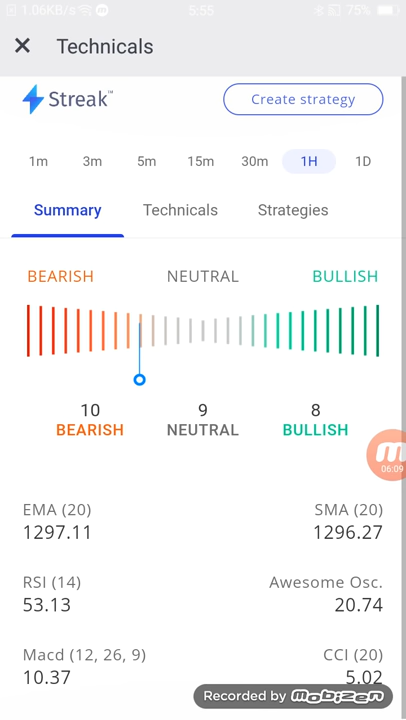 1.06KB/s 5:55 75%
Technicals
Streak™ Create strategy
1m 3m 5m 15m 30m 1H 1D
Summary Technicals Strategies
BEARISH NEUTRAL BULLISH
10 9 8
BEARISH NEUTRAL BULLISH
06:09
EMA (20) SMA (20)
1297.11 1296.27
RSI (14) Awesome Osc.
53.13 20.74
Macd (12, 26, 9) CCI (20)
10.37 5.02
Recorded by Mobizen